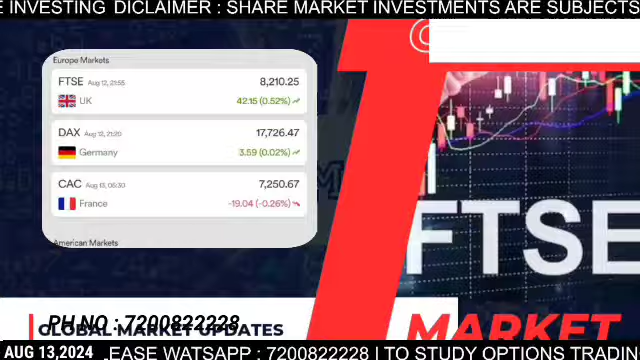 E INVESTING DICLAIMER : SHARE MARKET INVESTMENTS ARE SUBJECTS
Europe Markets
FTSE Aug 12, 21:55 8,210.25
UK 42.15 (0.52%)
DAX Aug 12, 21:20 17,726.47
Germany 3.59 (0.02%)
CAC Aug 13, 05:30 7,250.67
France -19.04 (-0.26%)
American Markets
FTSE
MARKET
PH NO : 7200822228
GLOBAL MARKET UPDATES
AUG 13,2024 EASE WATSAPP : 7200822228 | TO STUDY OPTIONS TRADIN